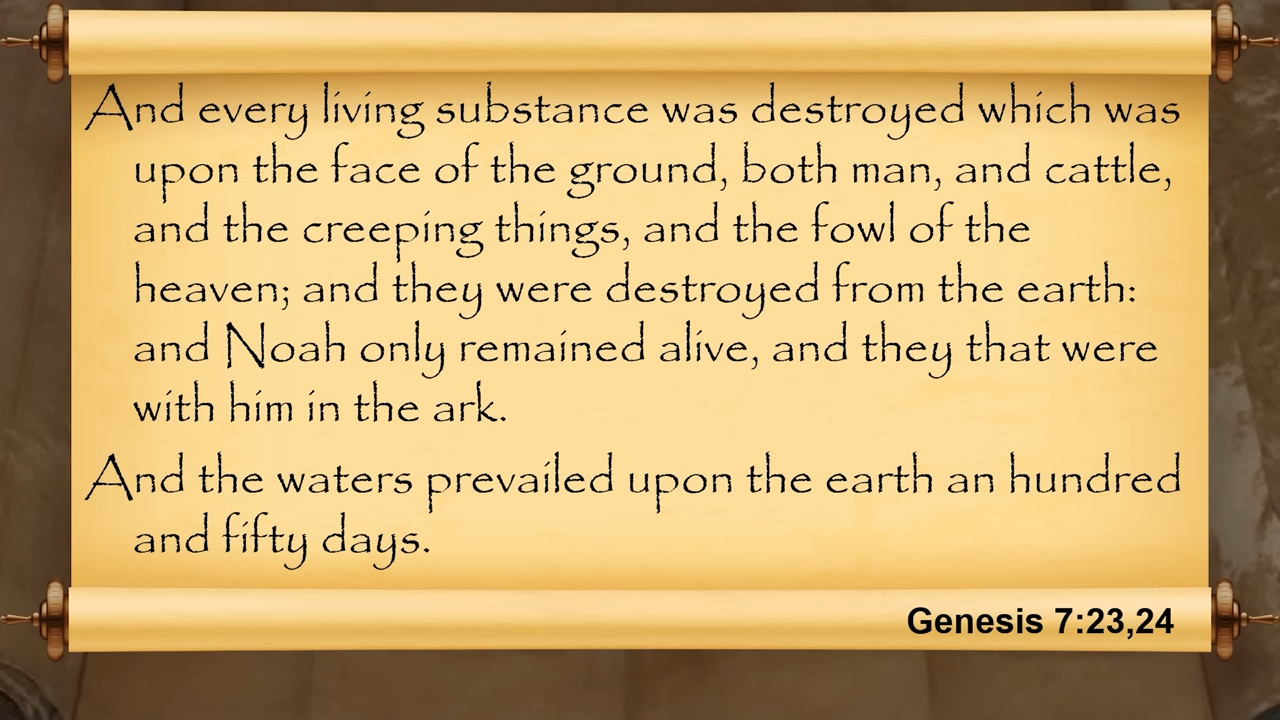 And every living substance was destroyed which was
upon the face of the ground, both man, and cattle,
and the creeping things, and the fowl of the
heaven; and they were destroyed from the earth:
and Noah only remained alive, and they that were
with him in the ark.
And the waters prevailed upon the earth an hundred
and fifty days.
Genesis 7:23,24